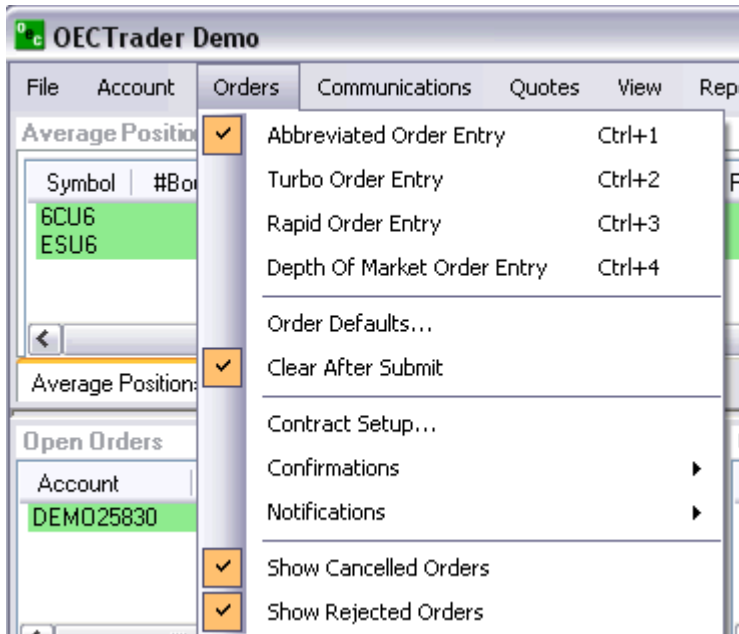 OECTrader Demo
File Account Orders Communications Quotes View Rep
Average Positio
Symbol #Bou
6CU6
ESU6
Average Position
Open Orders
Account
DEMO25830
Abbreviated Order Entry Ctrl+1
Turbo Order Entry Ctrl+2
Rapid Order Entry Ctrl+3
Depth Of Market Order Entry Ctrl+4
Order Defaults...
Clear After Submit
Contract Setup...
Confirmations
Notifications
Show Cancelled Orders
Show Rejected Orders